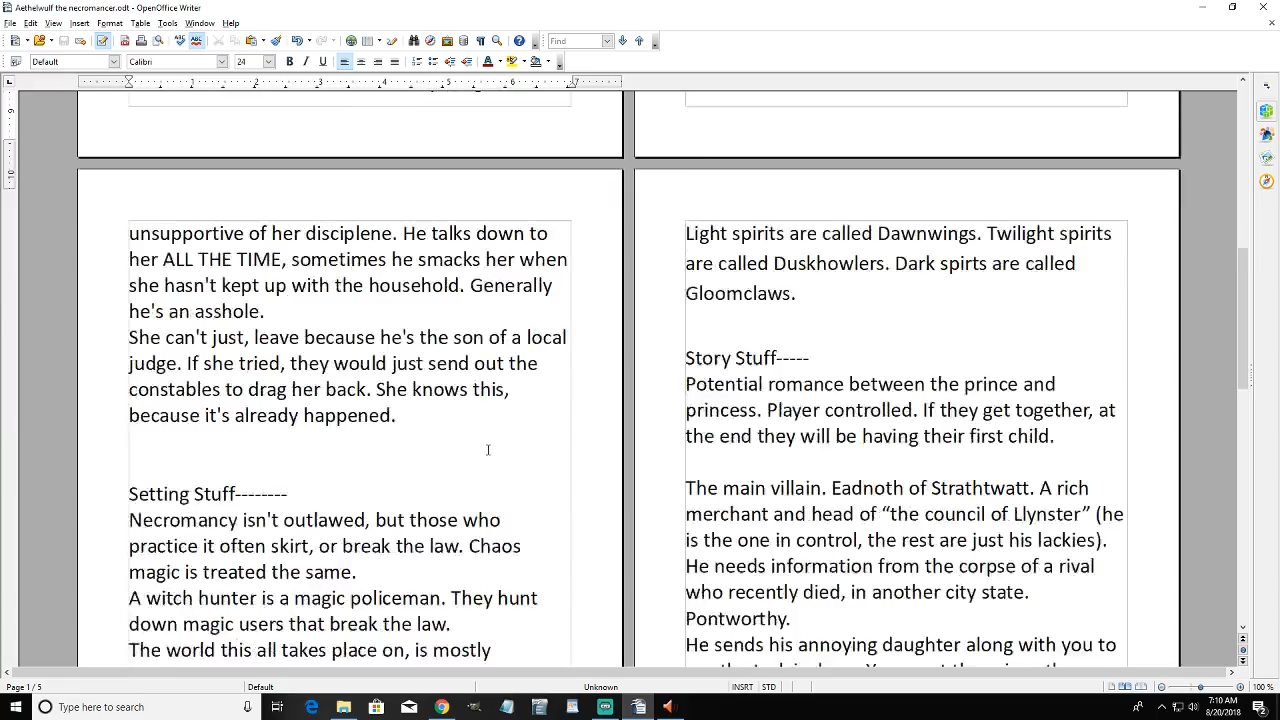 Aethelwulf the necromancer.odt - OpenOffice Writer
File Edit View Insert Format Table Tools Window Help
Find
Default Calibri 24
B I U
1 2 3 4 5 6 7
unsupportive of her disciplene. He talks down to
her ALL THE TIME, sometimes he smacks her when
she hasn't kept up with the household. Generally
he's an asshole.
She can't just, leave because he's the son of a local
judge. If she tried, they would just send out the
constables to drag her back. She knows this,
because it's already happened.
Setting Stuff--------
Necromancy isn't outlawed, but those who
practice it often skirt, or break the law. Chaos
magic is treated the same.
A witch hunter is a magic policeman. They hunt
down magic users that break the law.
The world this all takes place on, is mostly
Light spirits are called Dawnwings. Twilight spirits
are called Duskhowlers. Dark spirts are called
Gloomclaws.
Story Stuff-----
Potential romance between the prince and
princess. Player controlled. If they get together, at
the end they will be having their first child.
The main villain. Eadnoth of Strathtwatt. A rich
merchant and head of “the council of Llynster” (he
is the one in control, the rest are just his lackies).
He needs information from the corpse of a rival
who recently died, in another city state.
Pontworthy.
He sends his annoying daughter along with you to
Page 1 / 5 Default Unknown INSRT STD 100 %
Type here to search
7:10 AM
8/20/2018